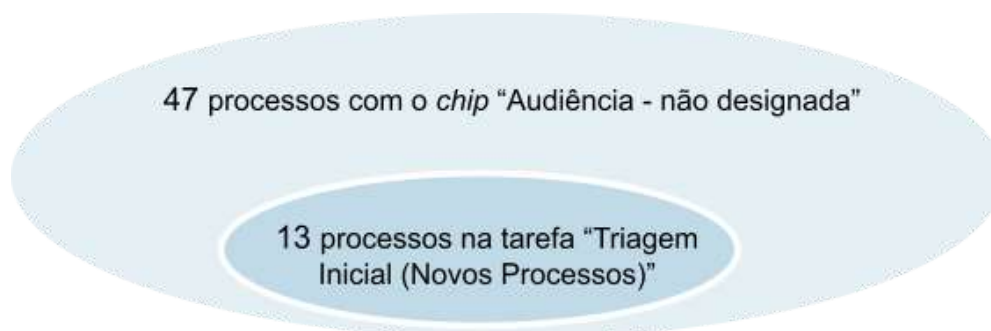 47 processos com o chip “Audiência - não designada”
13 processos na tarefa “Triagem
Inicial (Novos Processos)”